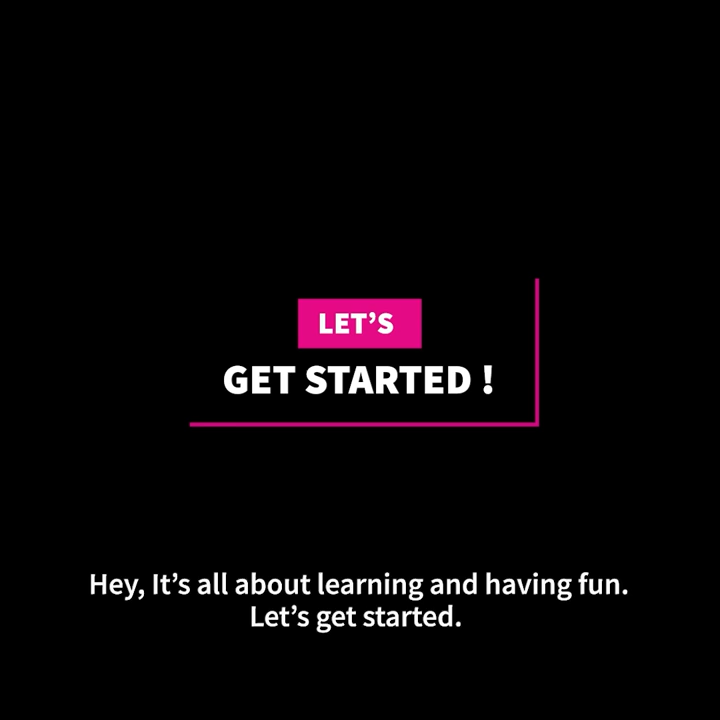 LET’S
GET STARTED !
Hey, It’s all about learning and having fun.
Let’s get started.